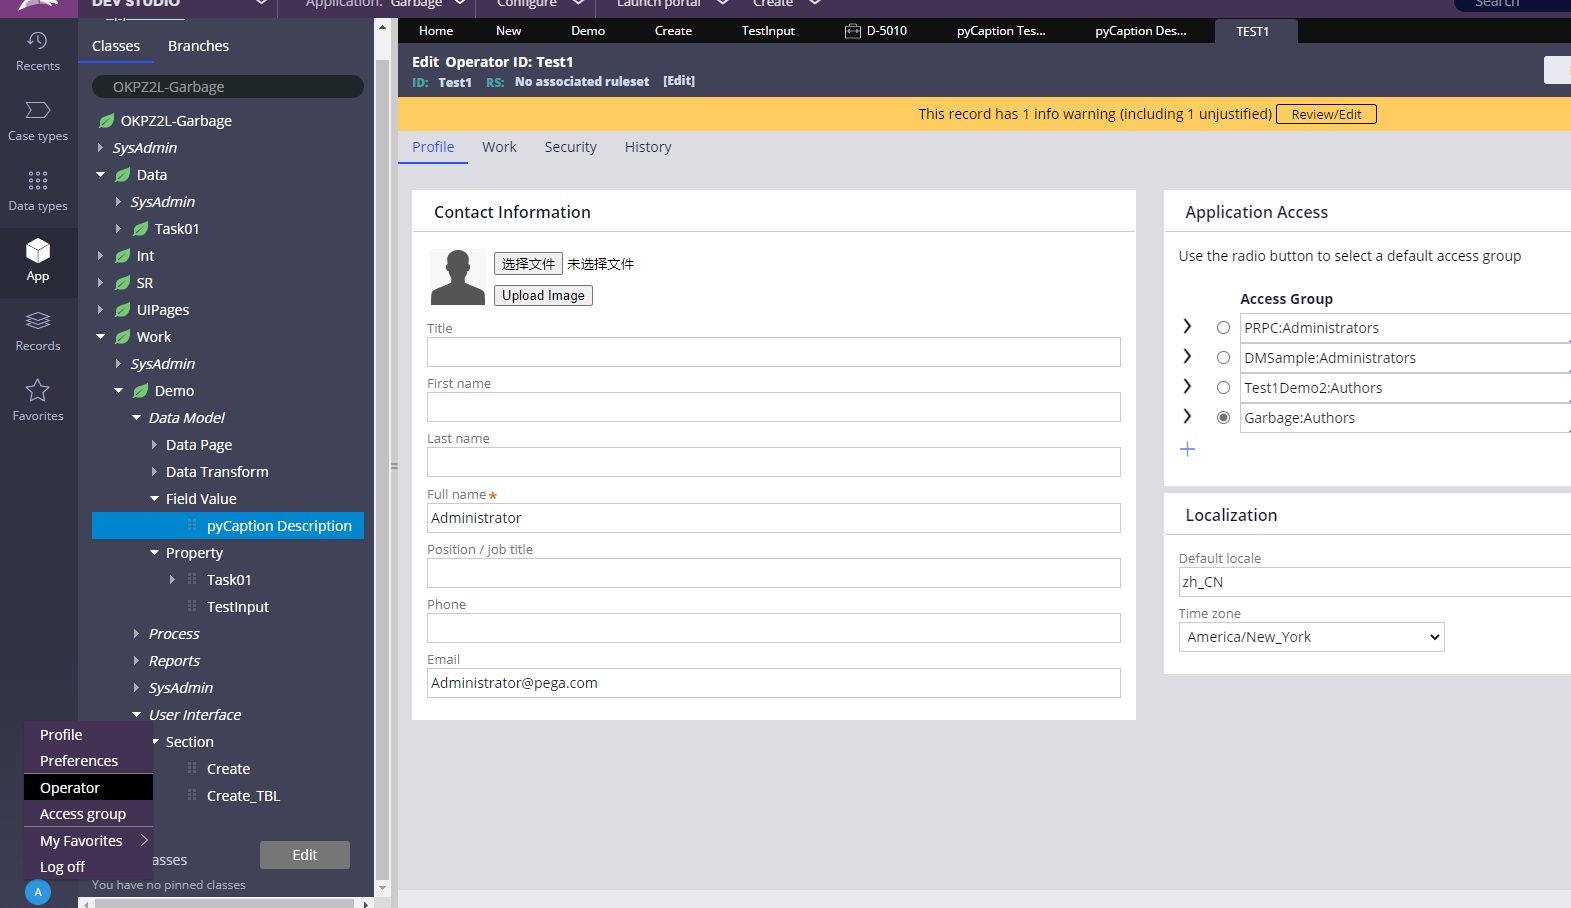 DEV STUDIO
Application: Garbage
Configure
Launch portal
Create
Search
Recents
Case types
Data types
App
Records
Favorites
Classes
Branches
OKPZ2L-Garbage
OKPZ2L-Garbage
SysAdmin
Data
SysAdmin
Task01
Int
SR
UIPages
Work
SysAdmin
Demo
Data Model
Data Page
Data Transform
Field Value
pyCaption Description
Property
Task01
TestInput
Process
Reports
SysAdmin
User Interface
Section
Create
Create_TBL
asses
Edit
You have no pinned classes
Profile
Preferences
Operator
Access group
My Favorites
Log off
A
Home
New
Demo
Create
TestInput
D-5010
pyCaption Tes...
pyCaption Des...
TEST1
Edit Operator ID: Test1
ID: Test1 RS: No associated ruleset [Edit]
This record has 1 info warning (including 1 unjustified) Review/Edit
Profile
Work
Security
History
Contact Information
选择文件 未选择文件
Upload Image
Title
First name
Last name
Full name★
Administrator
Position / job title
Phone
Email
Administrator@pega.com
Application Access
Use the radio button to select a default access group
Access Group
PRPC:Administrators
DMSample:Administrators
Test1Demo2:Authors
Garbage:Authors
Localization
Default locale
zh_CN
Time zone
America/New_York